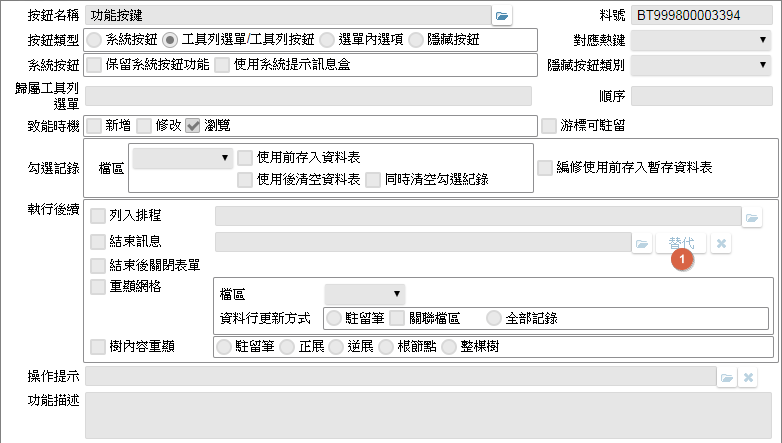 按鈕名稱 功能按鍵 料號 BT999800003394
按鈕類型 系統按鈕 工具列選單/工具列按鈕 選單內選項 隱藏按鈕 對應熱鍵
系統按鈕 保留系統按鈕功能 使用系統提示訊息盒 隱藏按鈕類別
歸屬工具列
選單 順序
致能時機 新增 修改 瀏覽 游標可駐留
勾選記錄 檔區 使用前存入資料表 編修使用前存入暫存資料表
使用後清空資料表 同時清空勾選紀錄
執行後續 列入排程
結束訊息 替代
1
結束後關閉表單
重顯網格 檔區
資料行更新方式 駐留筆 關聯檔區 全部記錄
樹內容重顯 駐留筆 正展 逆展 根節點 整棵樹
操作提示
功能描述